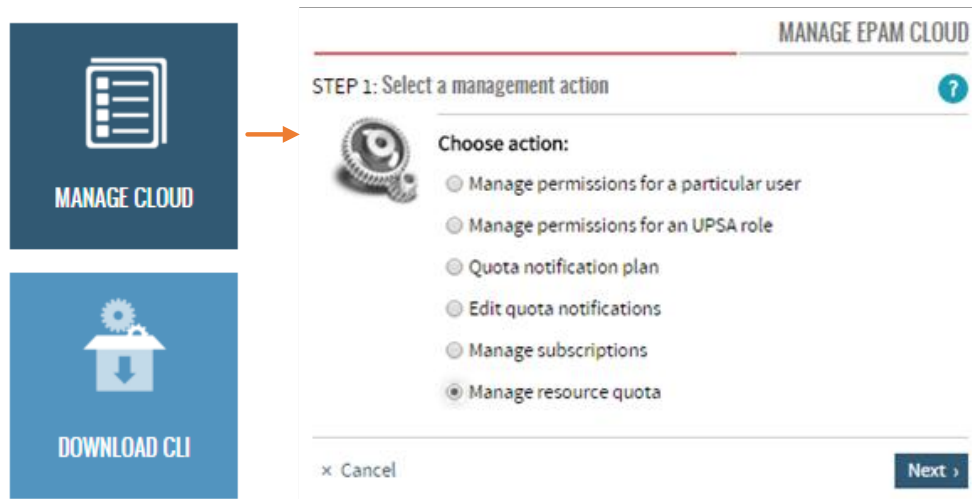 MANAGE CLOUD
DOWNLOAD CLI
MANAGE EPAM CLOUD
STEP 1: Select a management action
?
Choose action:
Manage permissions for a particular user
Manage permissions for an UPSA role
Quota notification plan
Edit quota notifications
Manage subscriptions
Manage resource quota
× Cancel
Next ›